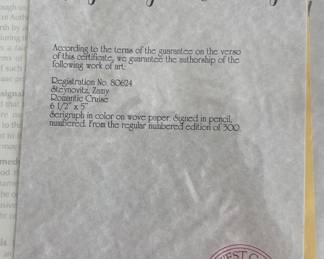 According to the terms of the guarantee on the verso
of this certificate, we guarantee the authorship of the
following work of art:
Registration No. 80624
Steynovitz, Zamy
Romantic Cruise
6 1/2" x 5"
Serigraph in color on wove paper. Signed in pencil,
numbered. From the regular numbered edition of 300.